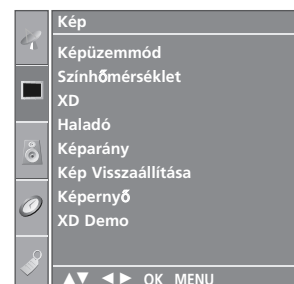 Kép
Képüzemmód
Színhőmérséklet
XD
Haladó
Képarány
Kép Visszaállítása
Képernyő
XD Demo
▲▼ ◄► OK MENU